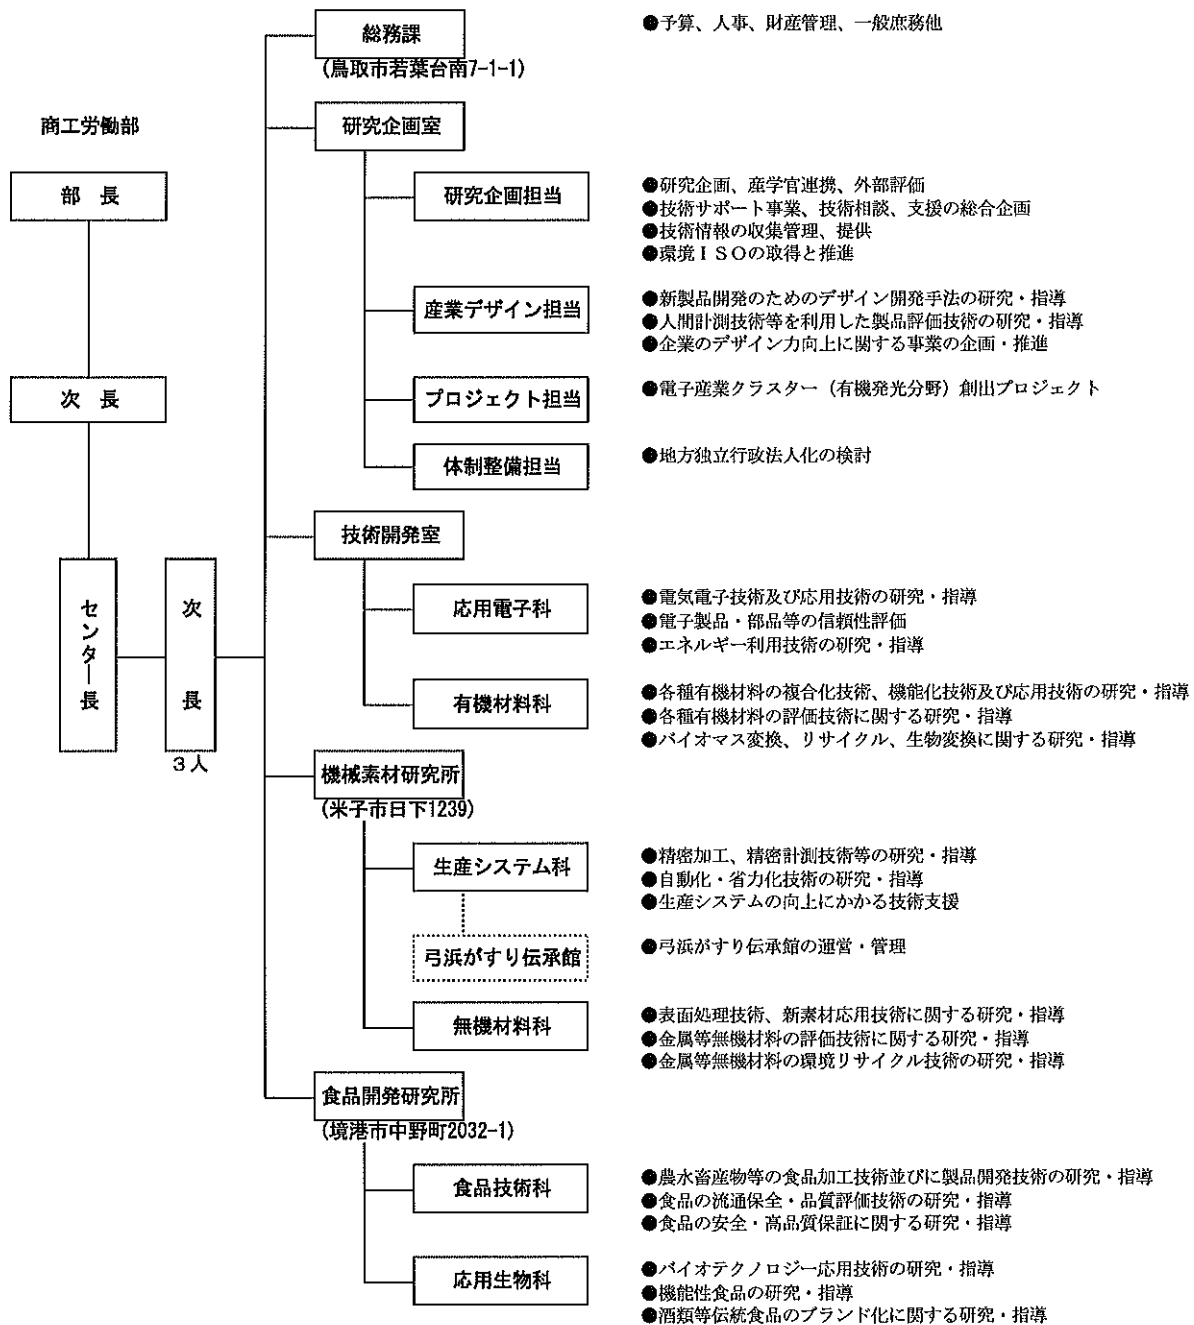 総務課
(鳥取市若葉台南7-1-1)
●予算、人事、財産管理、一般庶務他
商工労働部
部　長
次　長
センター長
次　長
3人
研究企画室
研究企画担当
●研究企画、産学官連携、外部評価
●技術サポート事業、技術相談、支援の総合企画
●技術情報の収集管理、提供
●環境ＩＳＯの取得と推進
産業デザイン担当
●新製品開発のためのデザイン開発手法の研究・指導
●人間計測技術等を利用した製品評価技術の研究・指導
●企業のデザイン力向上に関する事業の企画・推進
プロジェクト担当
●電子産業クラスター（有機発光分野）創出プロジェクト
体制整備担当
●地方独立行政法人化の検討
技術開発室
応用電子科
●電気電子技術及び応用技術の研究・指導
●電子製品・部品等の信頼性評価
●エネルギー利用技術の研究・指導
有機材料科
●各種有機材料の複合化技術、機能化技術及び応用技術の研究・指導
●各種有機材料の評価技術に関する研究・指導
●バイオマス変換、リサイクル、生物変換に関する研究・指導
機械素材研究所
(米子市日下1239)
生産システム科
●精密加工、精密計測技術等の研究・指導
●自動化・省力化技術の研究・指導
●生産システムの向上にかかる技術支援
弓浜がすり伝承館
●弓浜がすり伝承館の運営・管理
無機材料科
●表面処理技術、新素材応用技術に関する研究・指導
●金属等無機材料の評価技術に関する研究・指導
●金属等無機材料の環境リサイクル技術の研究・指導
食品開発研究所
(境港市中野町2032-1)
食品技術科
●農水畜産物等の食品加工技術並びに製品開発技術の研究・指導
●食品の流通保全・品質評価技術の研究・指導
●食品の安全・高品質保証に関する研究・指導
応用生物科
●バイオテクノロジー応用技術の研究・指導
●機能性食品の研究・指導
●酒類等伝統食品のブランド化に関する研究・指導